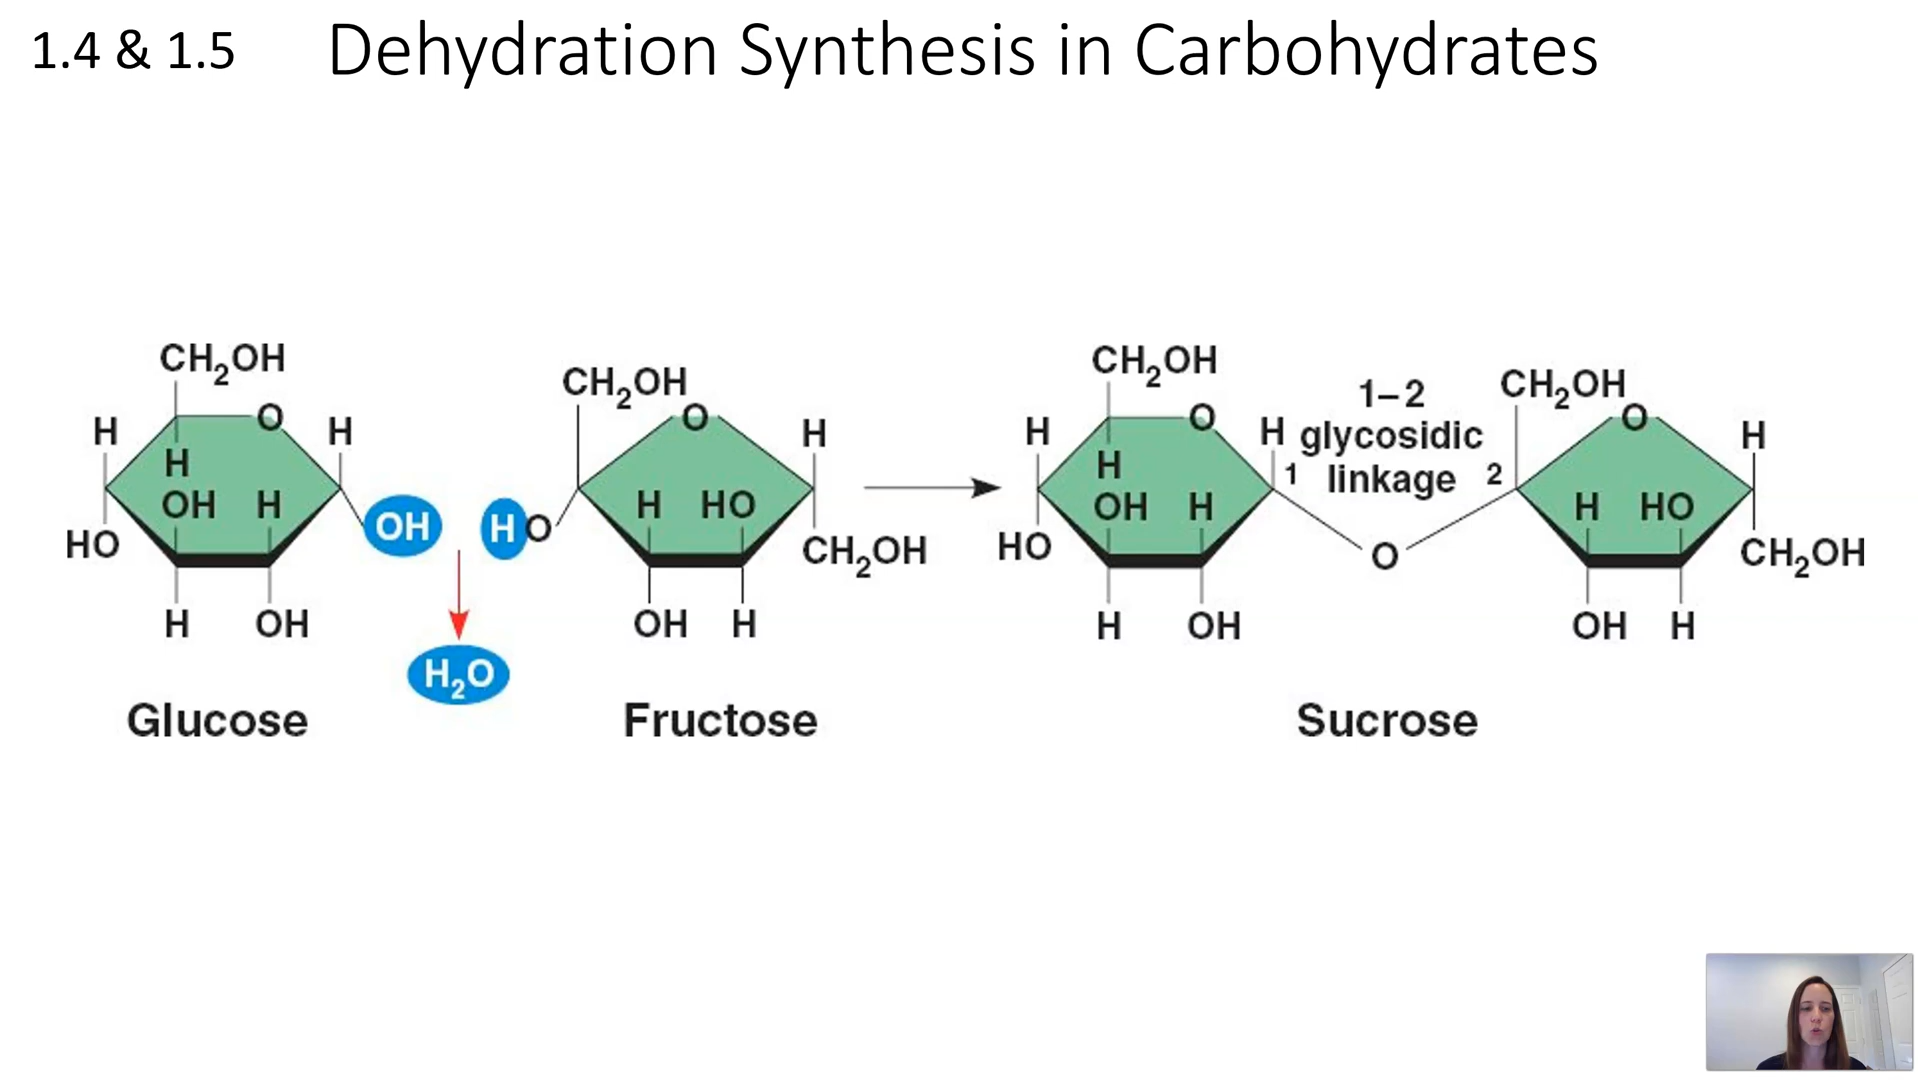 1.4 & 1.5 Dehydration Synthesis in Carbohydrates
CH2OH
O
H
H
H
OH
H
HO
OH
H
OH
H2O
Glucose
CH2OH
O
H
HO
H
HO
CH2OH
OH
H
Fructose
CH2OH
O
H
H
H
OH
H
HO
H
OH
1
1–2
glycosidic
linkage
2
O
CH2OH
O
H
H
HO
CH2OH
OH
H
Sucrose